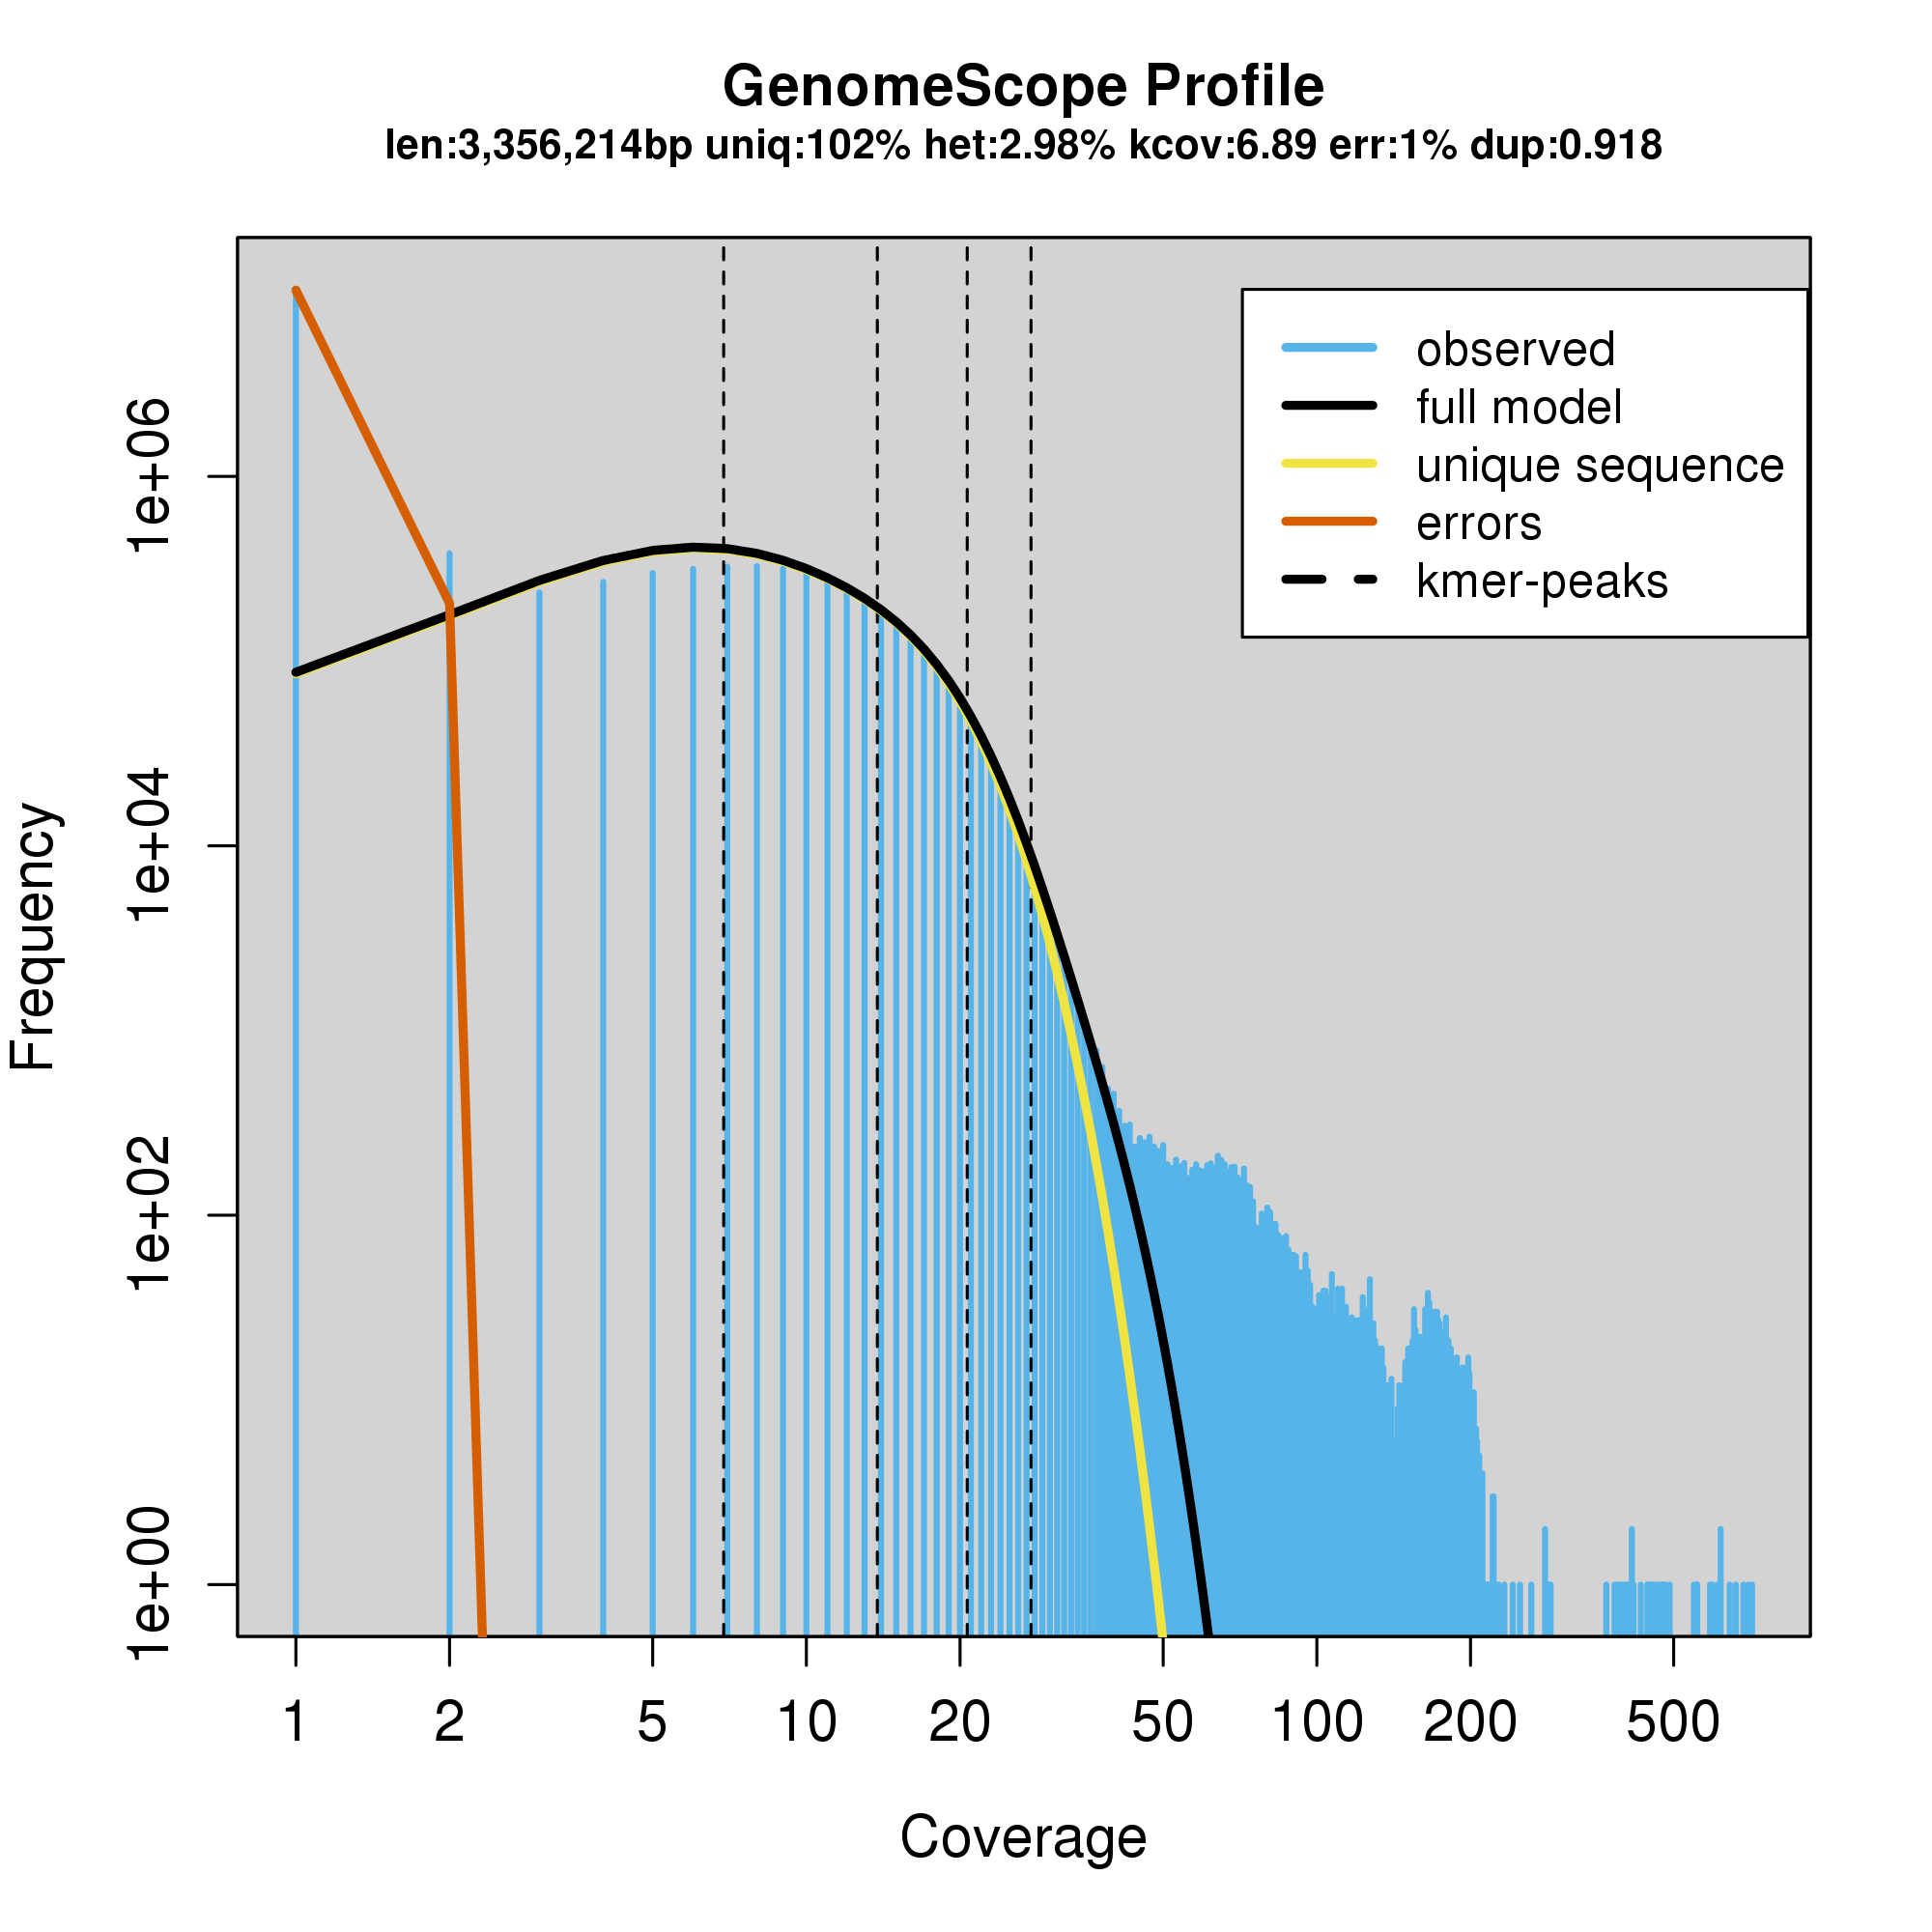 GenomeScope Profile
len:3,356,214bp uniq:102% het:2.98% kcov:6.89 err:1% dup:0.918
observed
full model
unique sequence
errors
kmer-peaks
Frequency
1e+06
1e+04
1e+02
1e+00
1 2 5 10 20 50 100 200 500
Coverage